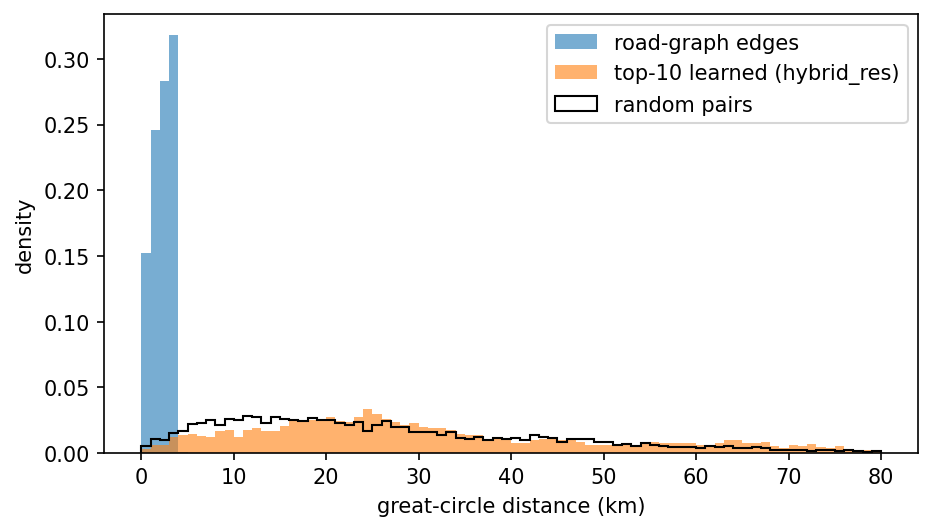 0.30
0.25
0.20
0.15
0.10
0.05
0.00
density
road-graph edges
top-10 learned (hybrid_res)
random pairs
0 10 20 30 40 50 60 70 80
great-circle distance (km)